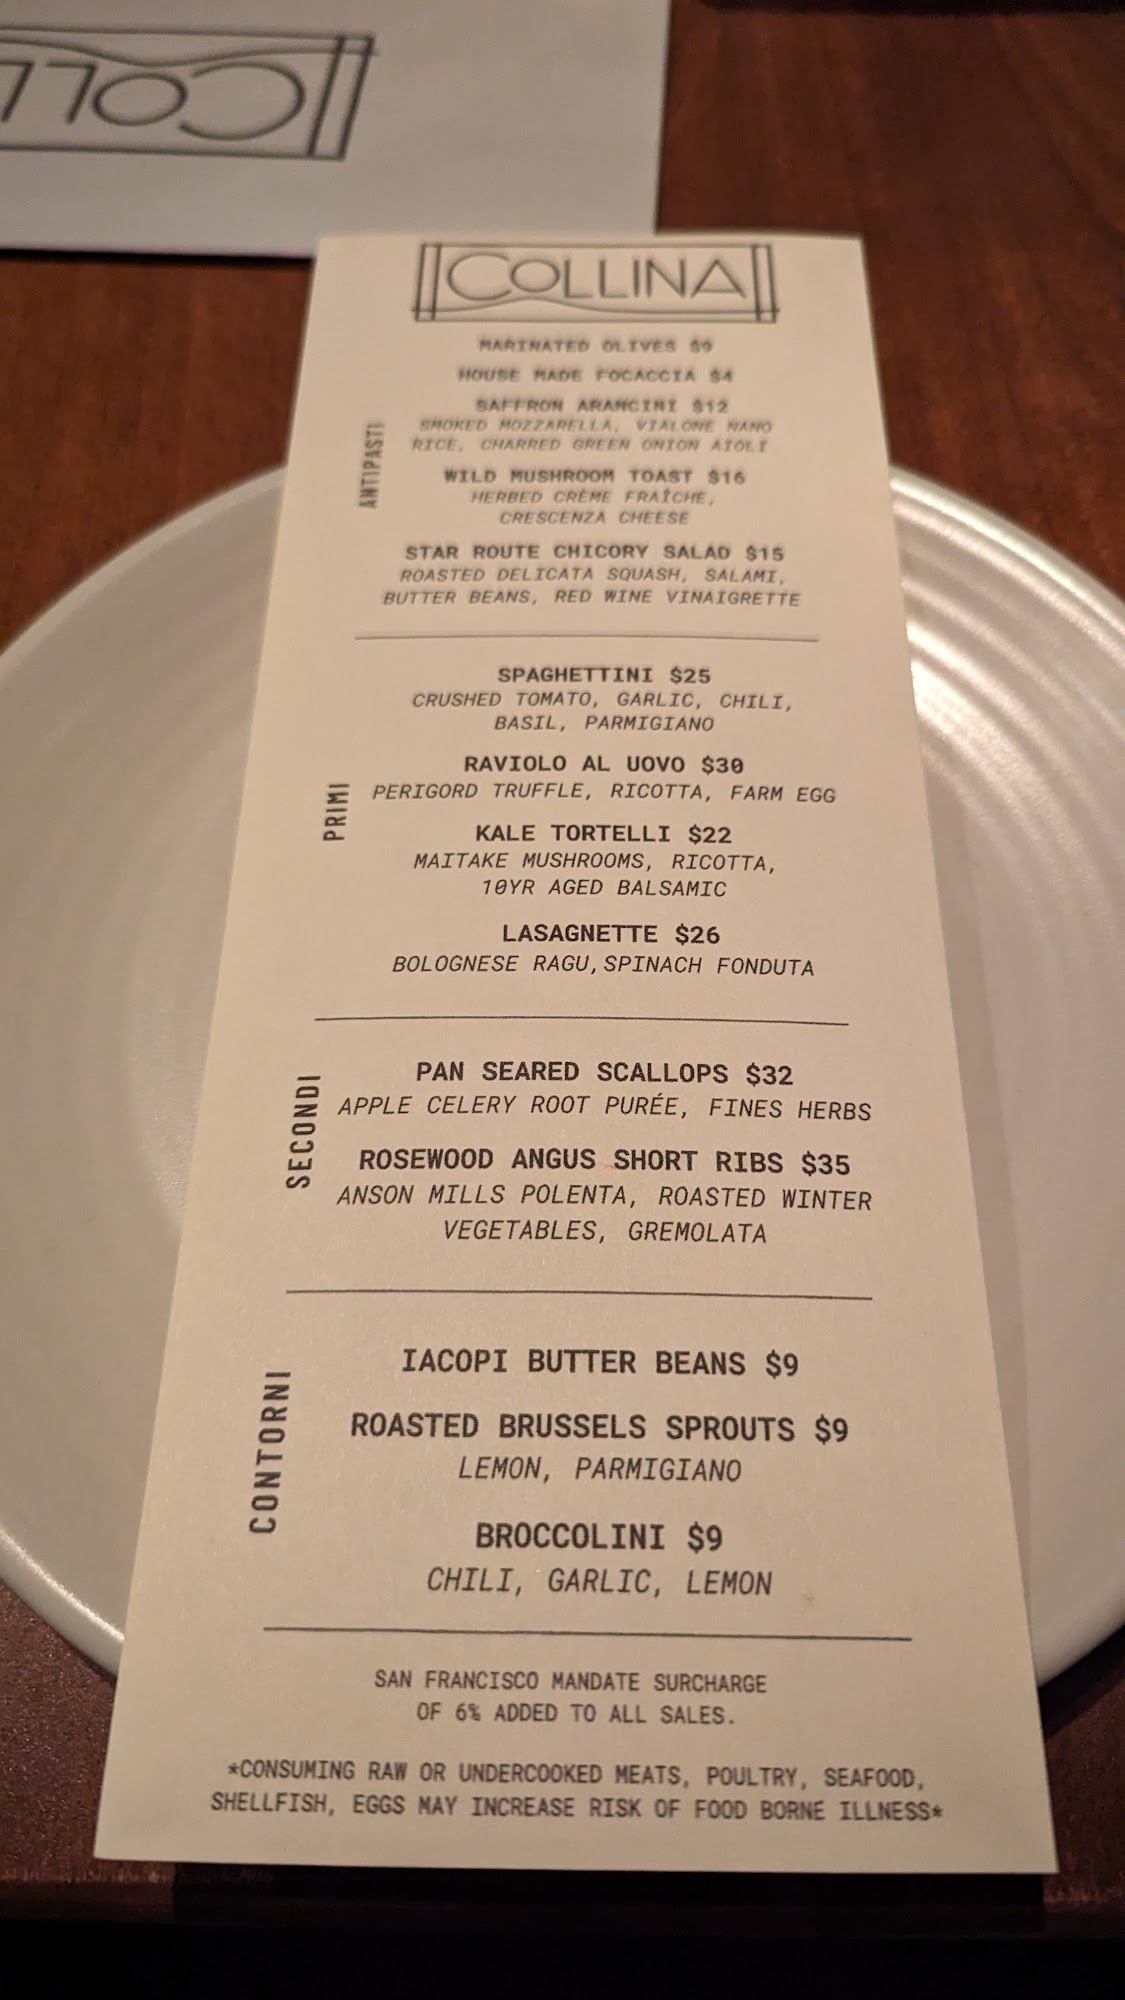 COLL
COLLINA
ANTIPASTI
MARINATED OLIVES $9
HOUSE MADE FOCACCIA $4
SAFFRON ARANCINI $12
SMOKED MOZZARELLA, VIALONE NANO
RICE, CHARRED GREEN ONION AIOLI
WILD MUSHROOM TOAST $16
HERBED CRÈME FRAÎCHE,
CRESCENZA CHEESE
STAR ROUTE CHICORY SALAD $15
ROASTED DELICATA SQUASH, SALAMI,
BUTTER BEANS, RED WINE VINAIGRETTE
PRIMI
SPAGHETTINI $25
CRUSHED TOMATO, GARLIC, CHILI,
BASIL, PARMIGIANO
RAVIOLO AL UOVO $30
PERIGORD TRUFFLE, RICOTTA, FARM EGG
KALE TORTELLI $22
MAITAKE MUSHROOMS, RICOTTA,
10YR AGED BALSAMIC
LASAGNETTE $26
BOLOGNESE RAGU, SPINACH FONDUTA
SECONDI
PAN SEARED SCALLOPS $32
APPLE CELERY ROOT PURÉE, FINES HERBS
ROSEWOOD ANGUS SHORT RIBS $35
ANSON MILLS POLENTA, ROASTED WINTER
VEGETABLES, GREMOLATA
CONTORNI
IACOPI BUTTER BEANS $9
ROASTED BRUSSELS SPROUTS $9
LEMON, PARMIGIANO
BROCCOLINI $9
CHILI, GARLIC, LEMON
SAN FRANCISCO MANDATE SURCHARGE
OF 6% ADDED TO ALL SALES.
*CONSUMING RAW OR UNDERCOOKED MEATS, POULTRY, SEAFOOD,
SHELLFISH, EGGS MAY INCREASE RISK OF FOOD BORNE ILLNESS*